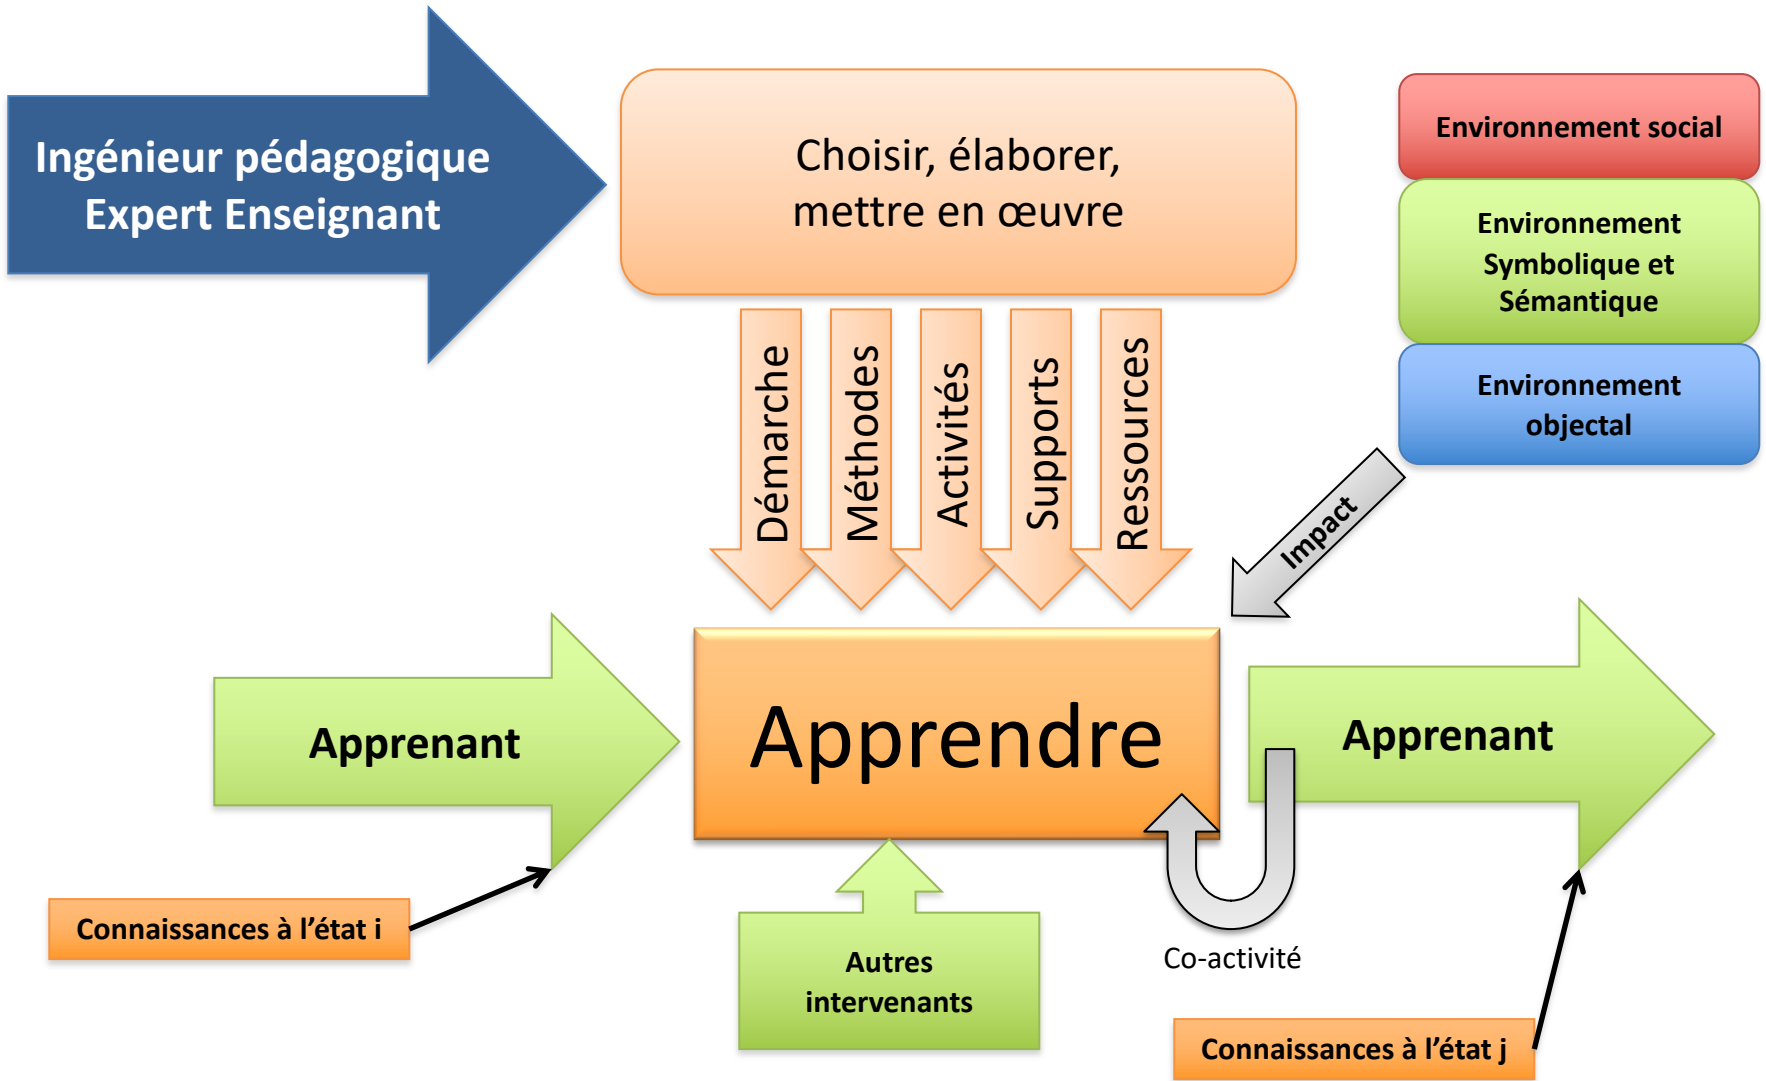 Ingénieur pédagogique
Expert Enseignant
Choisir, élaborer,
mettre en œuvre
Environnement social
Environnement
Symbolique et
Sémantique
Environnement
objectal
Démarche
Méthodes
Activités
Supports
Ressources
Impact
Apprenant
Apprendre
Apprenant
Connaissances à l’état i
Autres
intervenants
Co-activité
Connaissances à l’état j